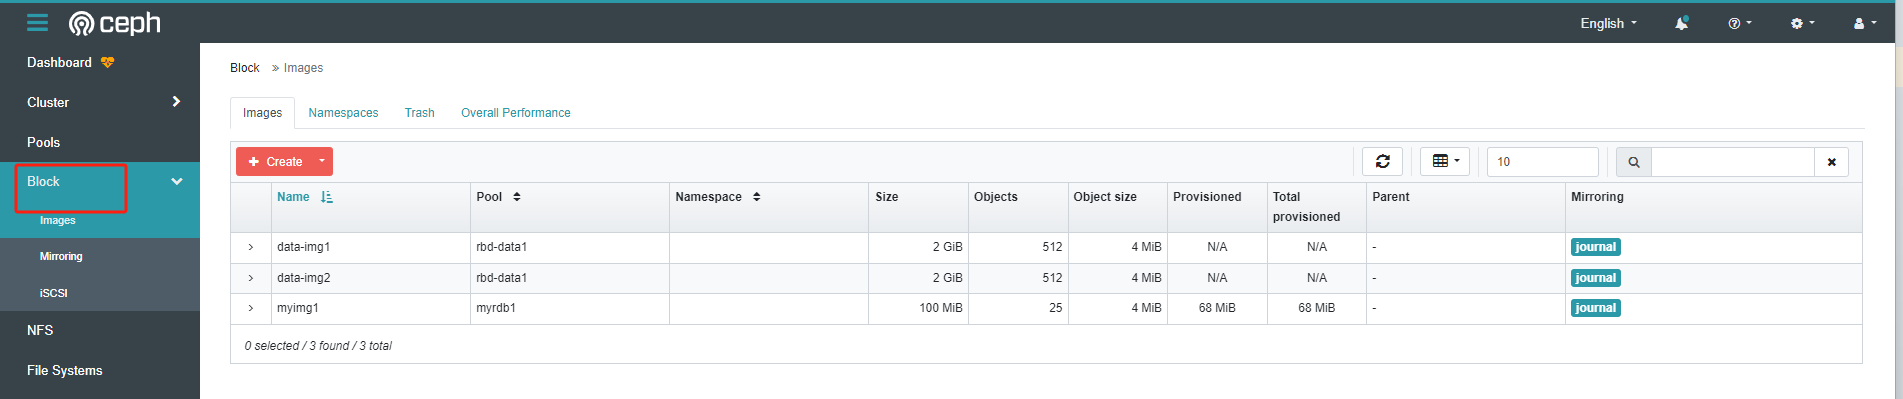 ceph
English
Dashboard
Cluster
Pools
Block
Images
Mirroring
iSCSI
NFS
File Systems
Block » Images
Images Namespaces Trash Overall Performance
Create 10
Name Pool Namespace Size Objects Object size Provisioned Total provisioned Parent Mirroring
data-img1 rbd-data1 2 GiB 512 4 MiB N/A N/A - journal
data-img2 rbd-data1 2 GiB 512 4 MiB N/A N/A - journal
myimg1 myrdb1 100 MiB 25 4 MiB 68 MiB 68 MiB - journal
0 selected / 3 found / 3 total